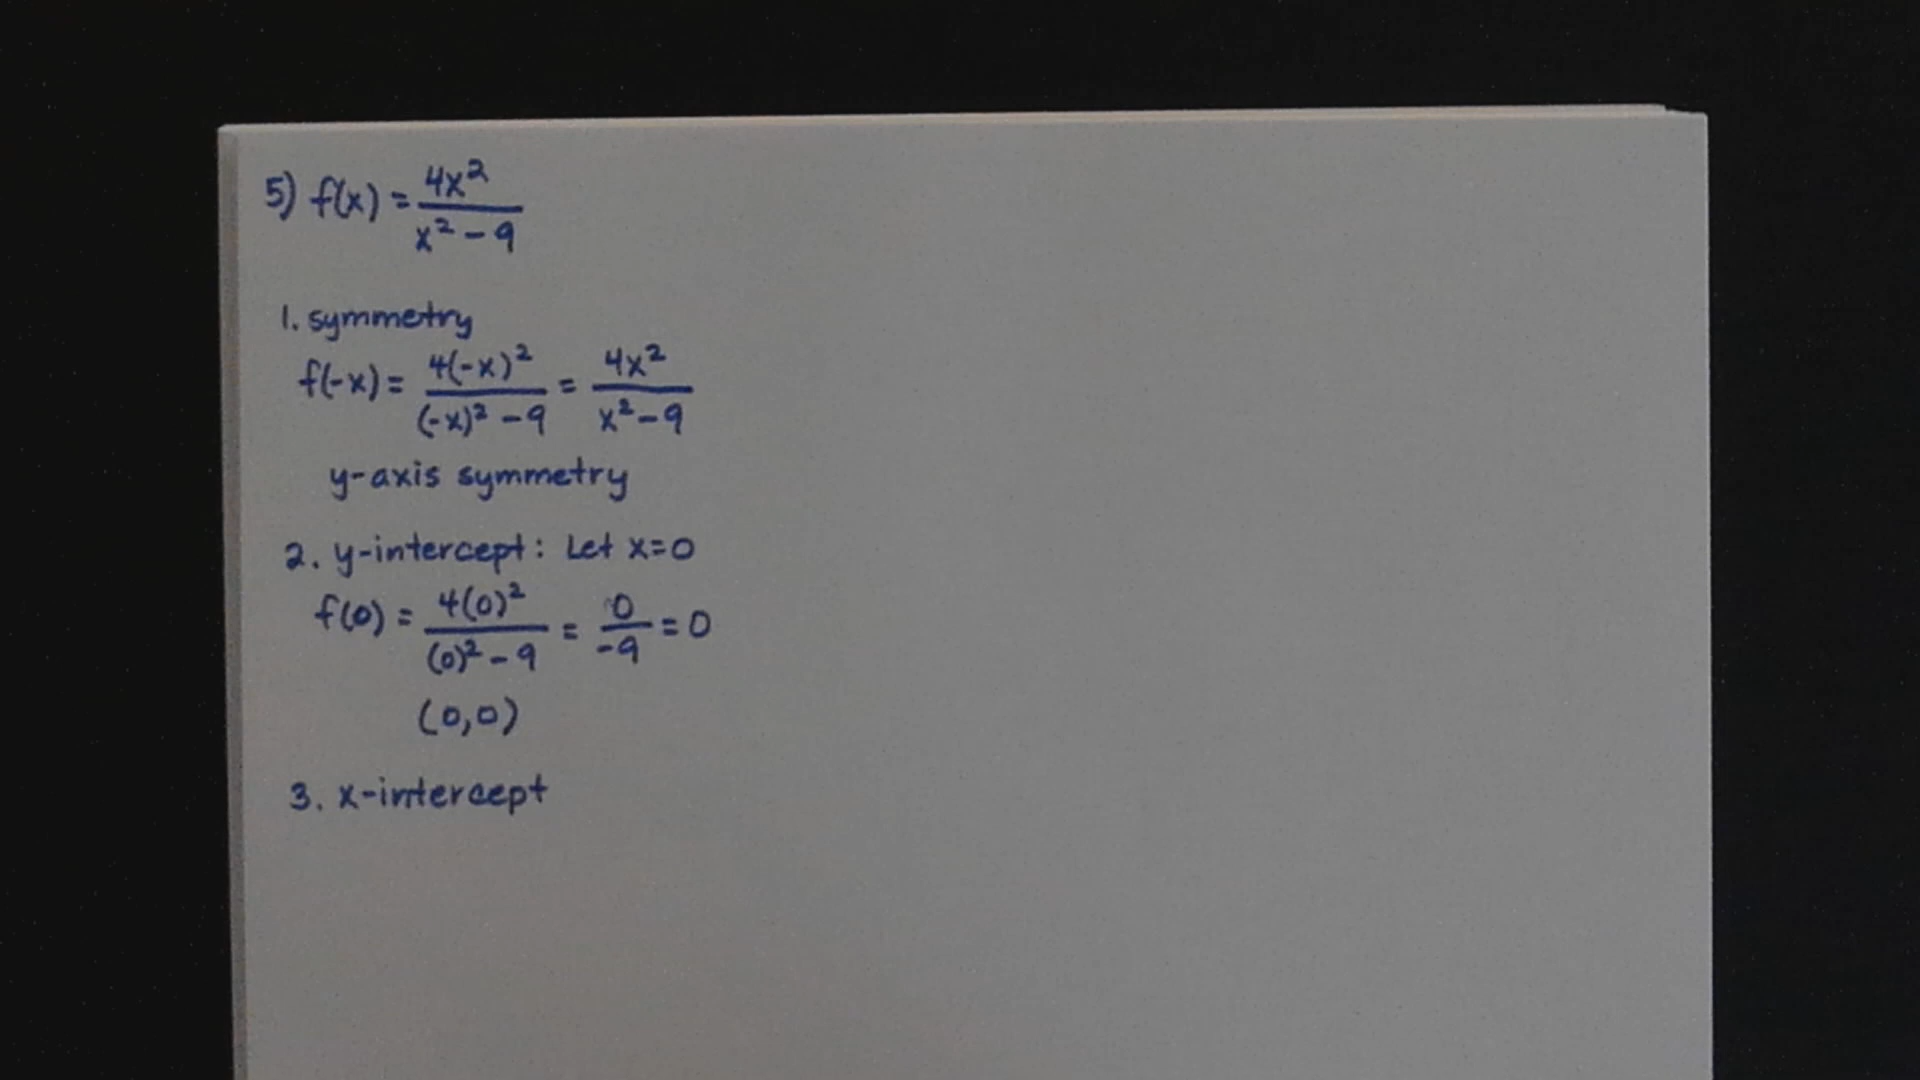 5) f(x) = 4x² / x² - 9
1. symmetry
f(-x) = 4(-x)² / (-x)² - 9 = 4x² / x² - 9
y-axis symmetry
2. y-intercept: Let x=0
f(0) = 4(0)² / (0)² - 9 = 0 / -9 = 0
(0,0)
3. x-intercept